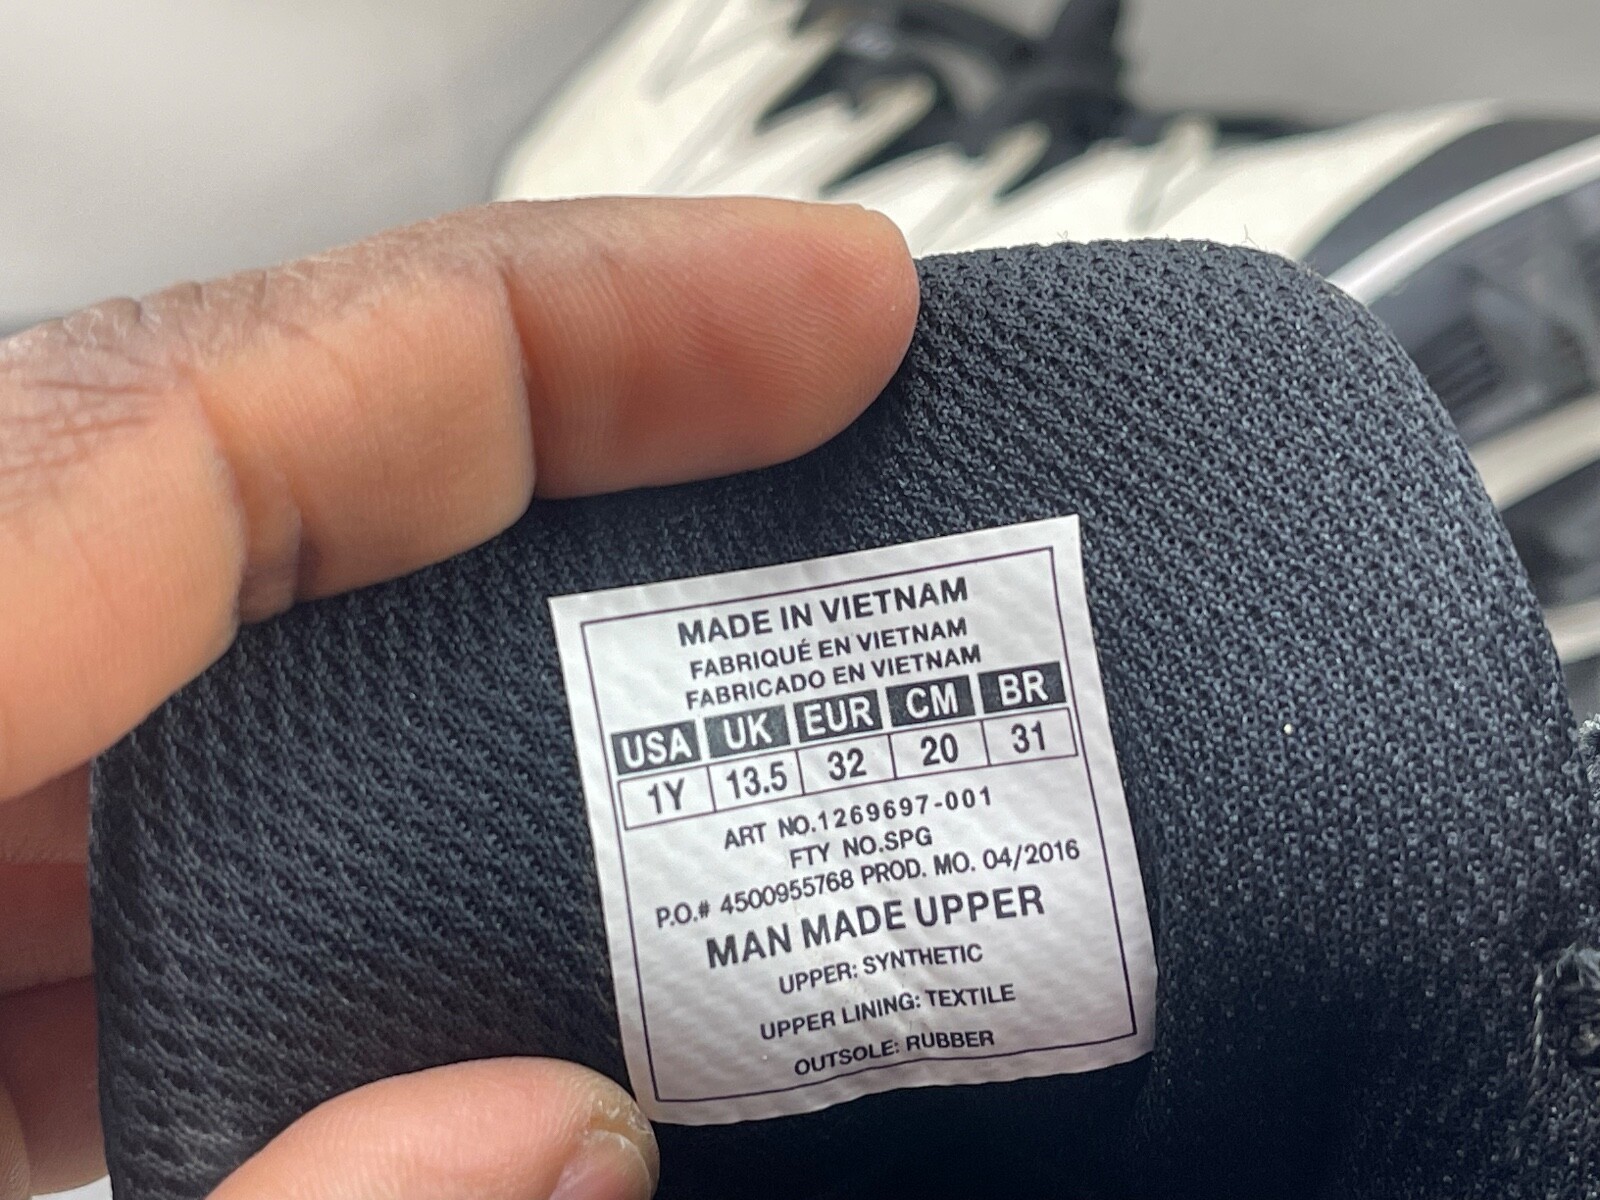 MADE IN VIETNAM
FABRIQUÉ EN VIETNAM
FABRICADO EN VIETNAM
USA UK EUR CM BR
1Y 13.5 32 20 31
ART NO.1269697-001
FTY NO.SPG
P.O.# 4500955768 PROD. MO. 04/2016
MAN MADE UPPER
UPPER: SYNTHETIC
UPPER LINING: TEXTILE
OUTSOLE: RUBBER